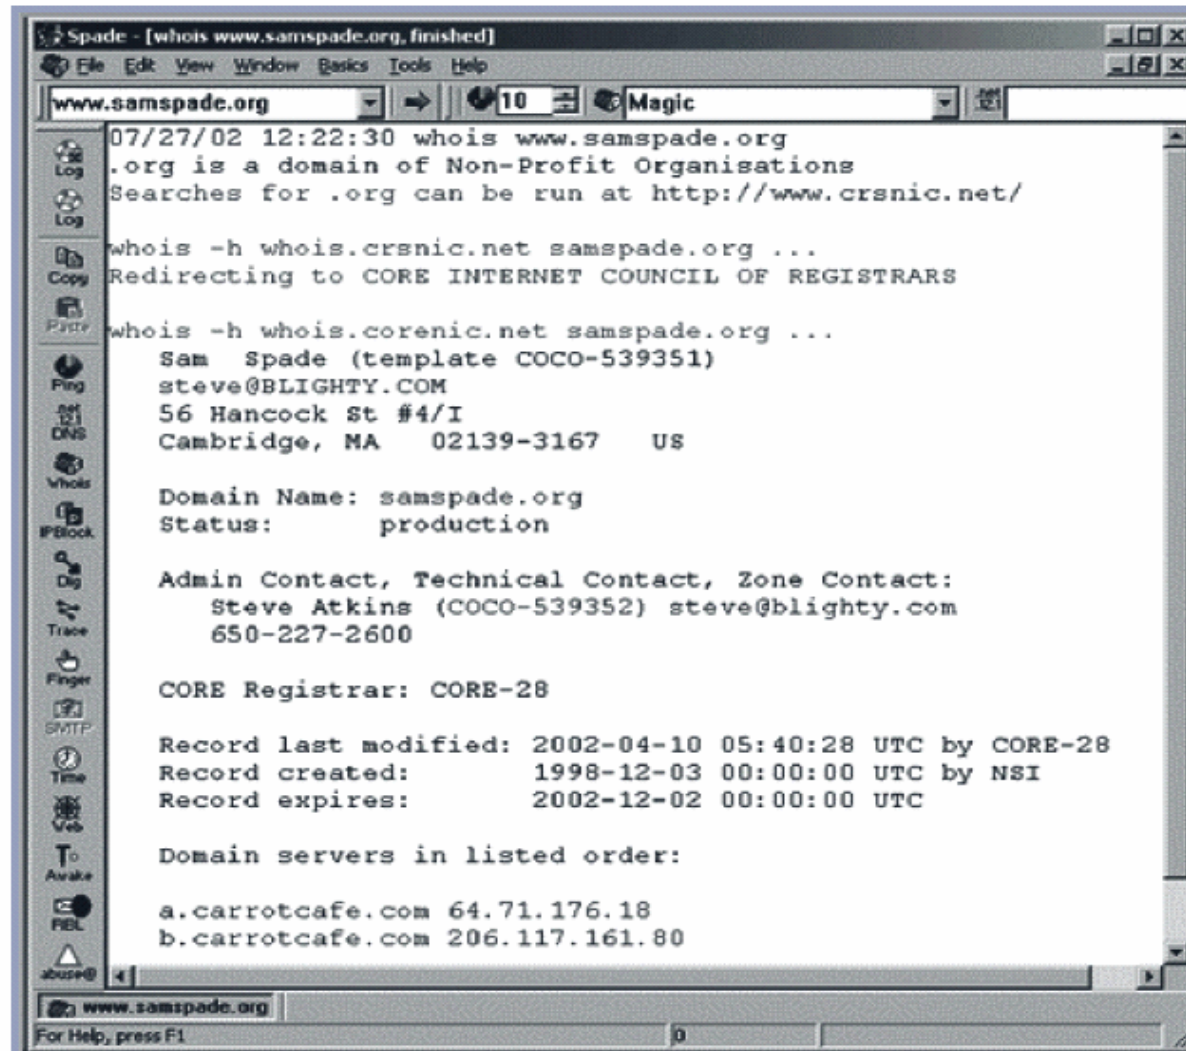 Spade - [whois www.samspade.org, finished]
File Edit View Window Basics Tools Help
www.samspade.org 10 Magic
07/27/02 12:22:30 whois www.samspade.org
.org is a domain of Non-Profit Organisations
Searches for .org can be run at http://www.crsnic.net/
whois -h whois.crsnic.net samspade.org ...
Redirecting to CORE INTERNET COUNCIL OF REGISTRARS
whois -h whois.corenic.net samspade.org ...
Sam Spade (template COCO-539351)
steve@BLIGHTY.COM
56 Hancock St #4/I
Cambridge, MA 02139-3167 US
Domain Name: samspade.org
Status: production
Admin Contact, Technical Contact, Zone Contact:
Steve Atkins (COCO-539352) steve@blighty.com
650-227-2600
CORE Registrar: CORE-28
Record last modified: 2002-04-10 05:40:28 UTC by CORE-28
Record created: 1998-12-03 00:00:00 UTC by NSI
Record expires: 2002-12-02 00:00:00 UTC
Domain servers in listed order:
a.carrotcafe.com 64.71.176.18
b.carrotcafe.com 206.117.161.80
Log
Log
Copy
Paste
Ping
DNS
Whois
IPBlock
Dig
Trace
Finger
SMTP
Time
Web
Awake
RBL
abuse@
www.samspade.org
For Help, press F1
0